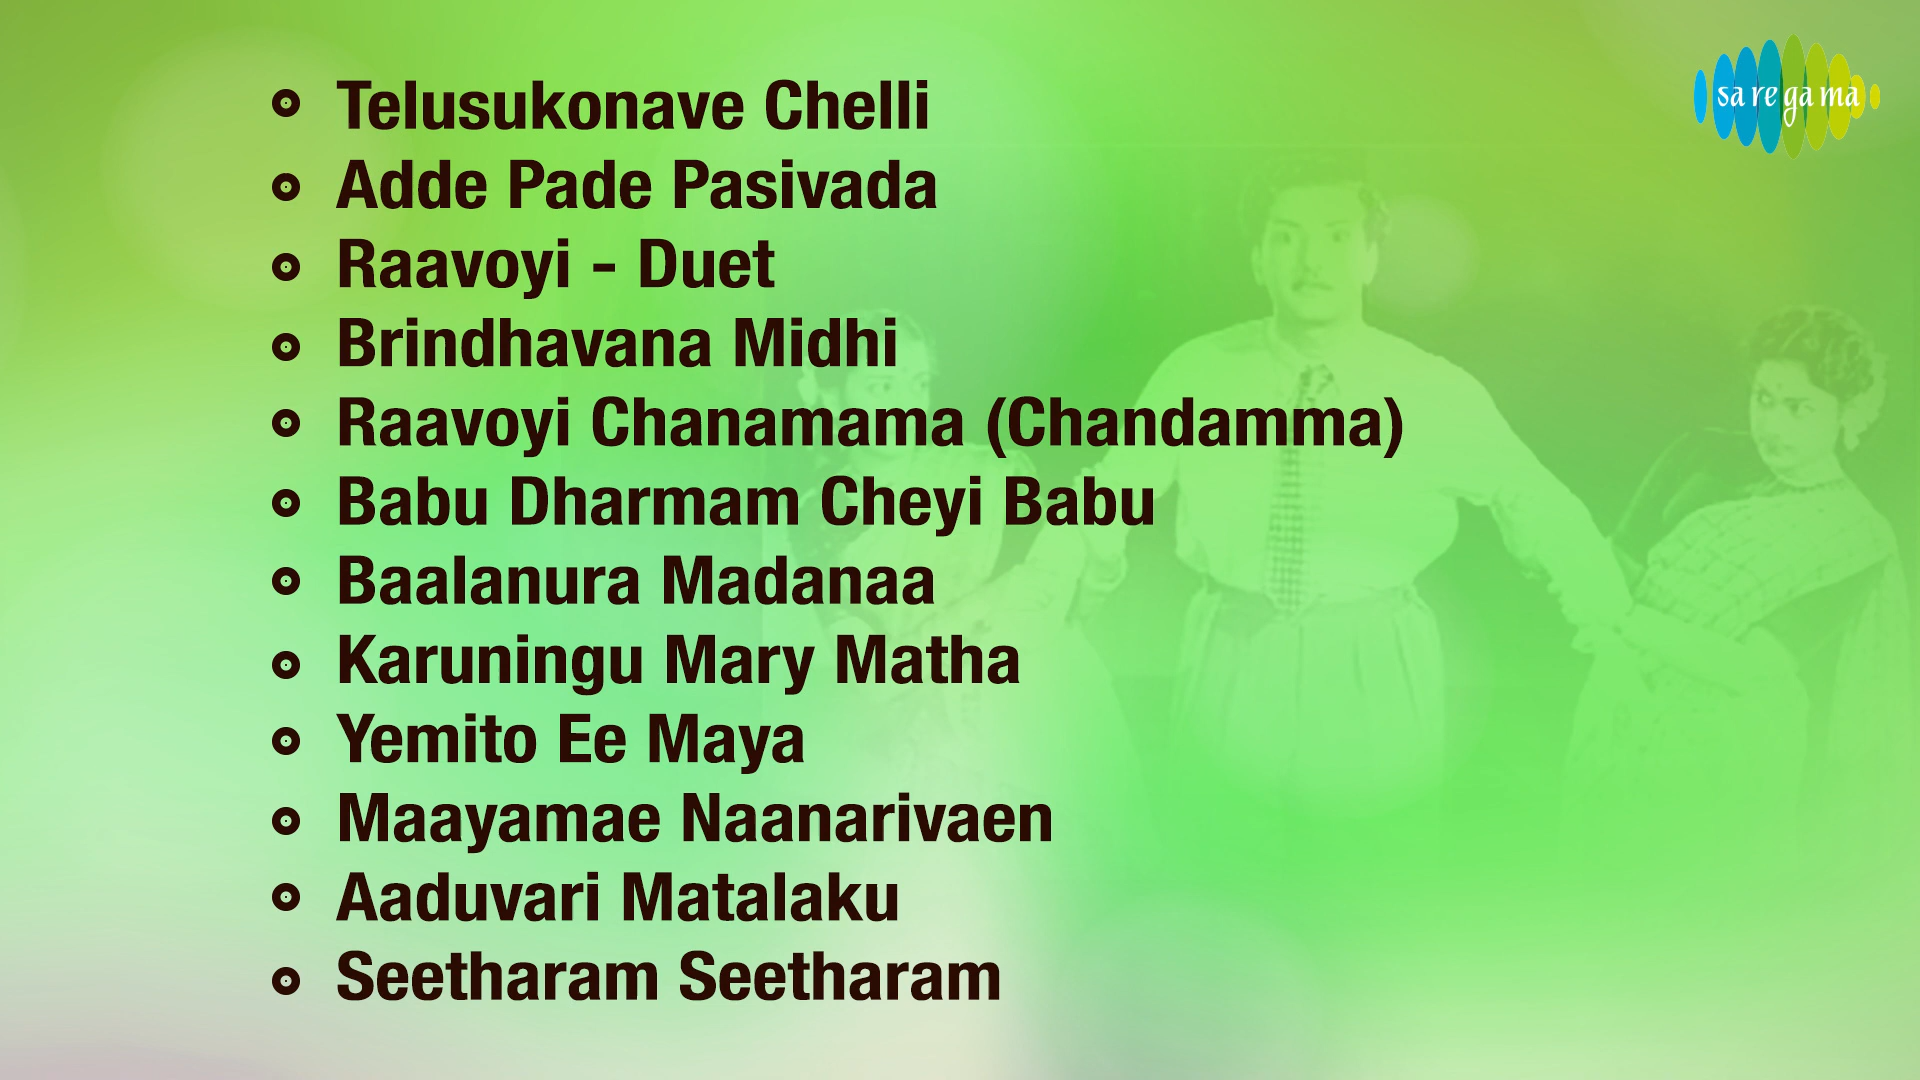 Telusukonave Chelli
Adde Pade Pasivada
Raavoyi - Duet
Brindhavana Midhi
Raavoyi Chanamama (Chandamma)
Babu Dharmam Cheyi Babu
Baalanura Madanaa
Karuningu Mary Matha
Yemito Ee Maya
Maayamae Naanarivaen
Aaduvari Matalaku
Seetharam Seetharam
sa re ga ma